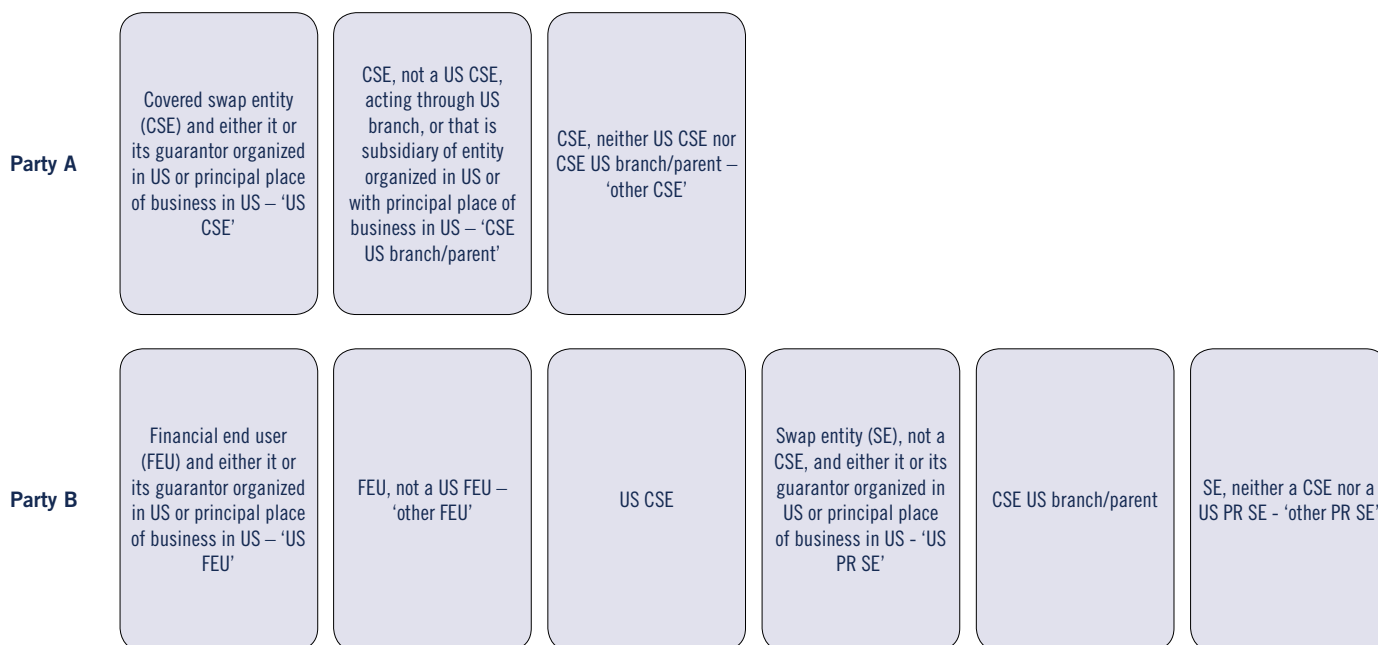 Party A
Covered swap entity
(CSE) and either it or
its guarantor organized
in US or principal place
of business in US – ‘US
CSE’
CSE, not a US CSE,
acting through US
branch, or that is
subsidiary of entity
organized in US or
with principal place of
business in US – ‘CSE
US branch/parent’
CSE, neither US CSE nor
CSE US branch/parent –
‘other CSE’
Party B
Financial end user
(FEU) and either it or
its guarantor organized
in US or principal place
of business in US – ‘US
FEU’
FEU, not a US FEU –
‘other FEU’
US CSE
Swap entity (SE), not a
CSE, and either it or its
guarantor organized in
US or principal place
of business in US - ‘US
PR SE’
CSE US branch/parent
SE, neither a CSE nor a
US PR SE - ‘other PR SE’